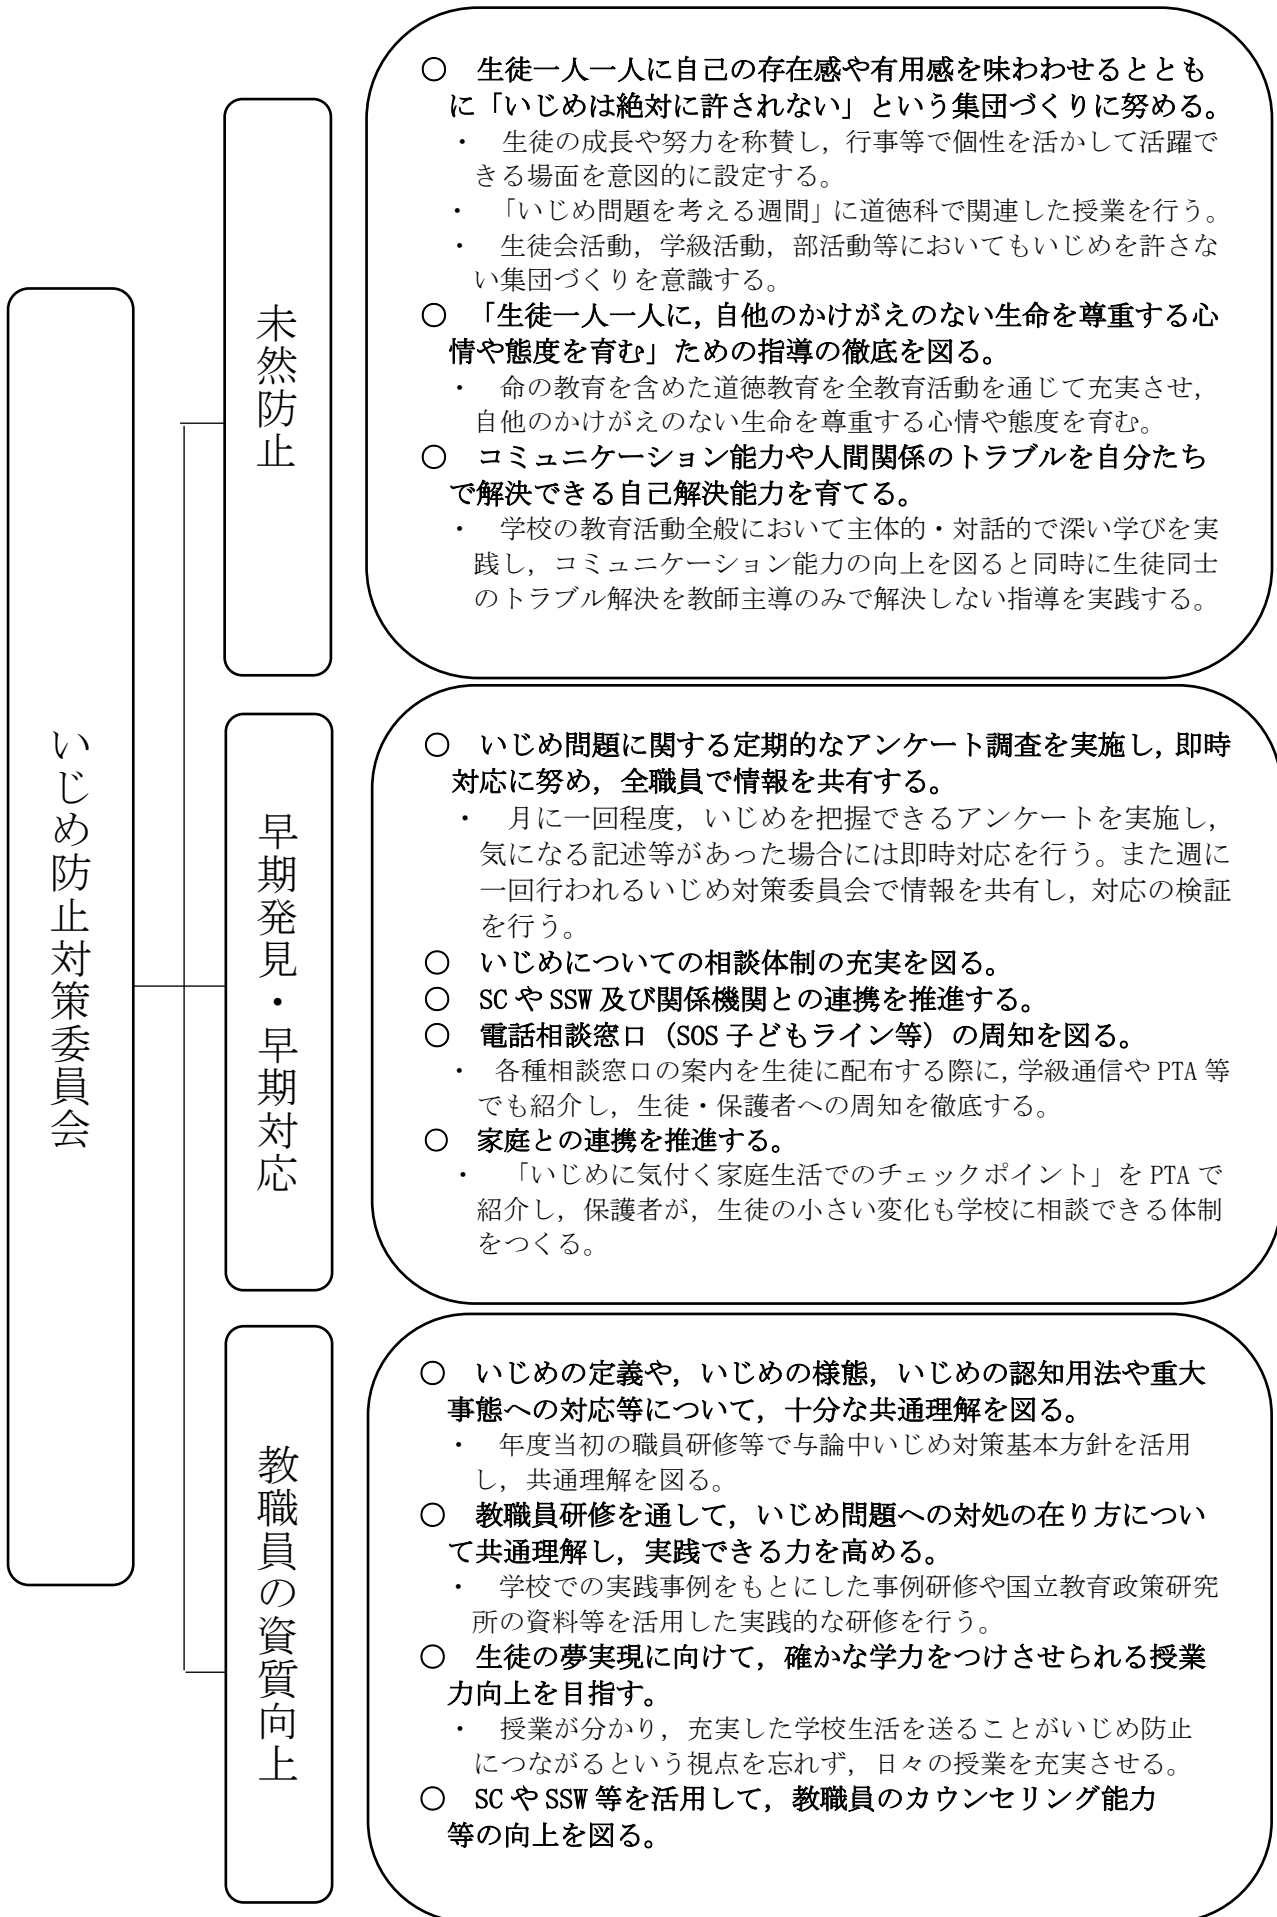 いじめ防止対策委員会
未然防止
○　生徒一人一人に自己の存在感や有用感を味わわせるととも
に「いじめは絶対に許されない」という集団づくりに努める。
・　生徒の成長や努力を称賛し，行事等で個性を活かして活躍で
きる場面を意図的に設定する。
・　「いじめ問題を考える週間」に道徳科で関連した授業を行う。
・　生徒会活動，学級活動，部活動等においてもいじめを許さな
い集団づくりを意識する。
○　「生徒一人一人に，自他のかけがえのない生命を尊重する心
情や態度を育む」ための指導の徹底を図る。
・　命の教育を含めた道徳教育を全教育活動を通じて充実させ，
自他のかけがえのない生命を尊重する心情や態度を育む。
○　コミュニケーション能力や人間関係のトラブルを自分たち
で解決できる自己解決能力を育てる。
・　学校の教育活動全般において主体的・対話的で深い学びを実
践し，コミュニケーション能力の向上を図ると同時に生徒同士
のトラブル解決を教師主導のみで解決しない指導を実践する。
早期発見・早期対応
○　いじめ問題に関する定期的なアンケート調査を実施し，即時
対応に努め，全職員で情報を共有する。
・　月に一回程度，いじめを把握できるアンケートを実施し，
気になる記述等があった場合には即時対応を行う。また週に
一回行われるいじめ対策委員会で情報を共有し，対応の検証
を行う。
○　いじめについての相談体制の充実を図る。
○　SC や SSW 及び関係機関との連携を推進する。
○　電話相談窓口（SOS 子どもライン等）の周知を図る。
・　各種相談窓口の案内を生徒に配布する際に，学級通信や PTA 等
でも紹介し，生徒・保護者への周知を徹底する。
○　家庭との連携を推進する。
・　「いじめに気付く家庭生活でのチェックポイント」を PTA で
紹介し，保護者が，生徒の小さい変化も学校に相談できる体制
をつくる。
教職員の資質向上
○　いじめの定義や，いじめの様態，いじめの認知用法や重大
事態への対応等について，十分な共通理解を図る。
・　年度当初の職員研修等で与論中いじめ対策基本方針を活用
し，共通理解を図る。
○　教職員研修を通して，いじめ問題への対処の在り方につい
て共通理解し，実践できる力を高める。
・　学校での実践事例をもとにした事例研修や国立教育政策研究
所の資料等を活用した実践的な研修を行う。
○　生徒の夢実現に向けて，確かな学力をつけさせられる授業
力向上を目指す。
・　授業が分かり，充実した学校生活を送ることがいじめ防止
につながるという視点を忘れず，日々の授業を充実させる。
○　SC や SSW 等を活用して，教職員のカウンセリング能力
等の向上を図る。